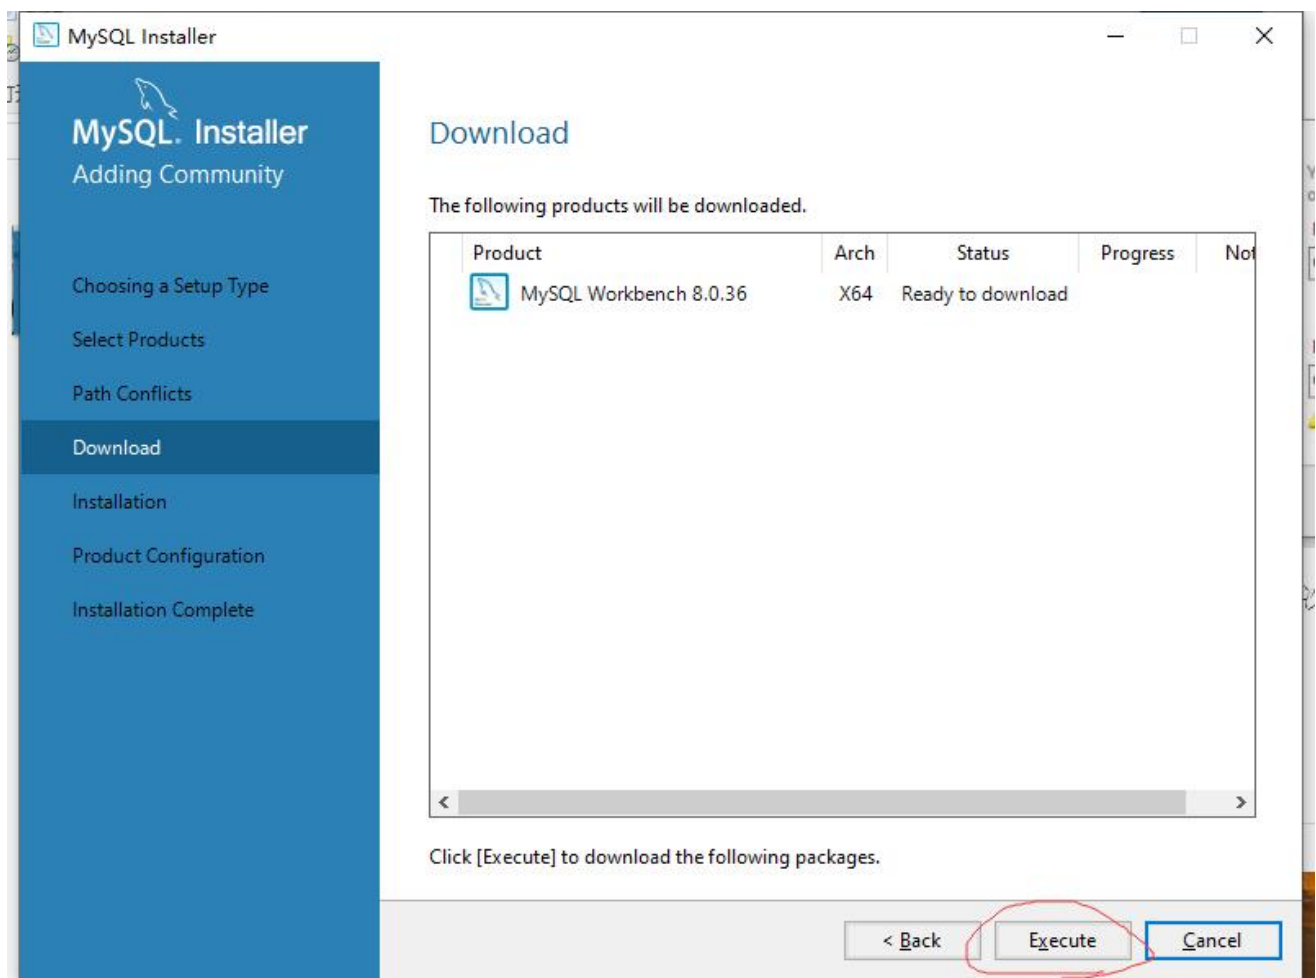 MySQL Installer
MySQL. Installer
Adding Community
Choosing a Setup Type
Select Products
Path Conflicts
Download
Installation
Product Configuration
Installation Complete
Download
The following products will be downloaded.
Product Arch Status Progress Not
MySQL Workbench 8.0.36 X64 Ready to download
Click [Execute] to download the following packages.
< Back Execute Cancel